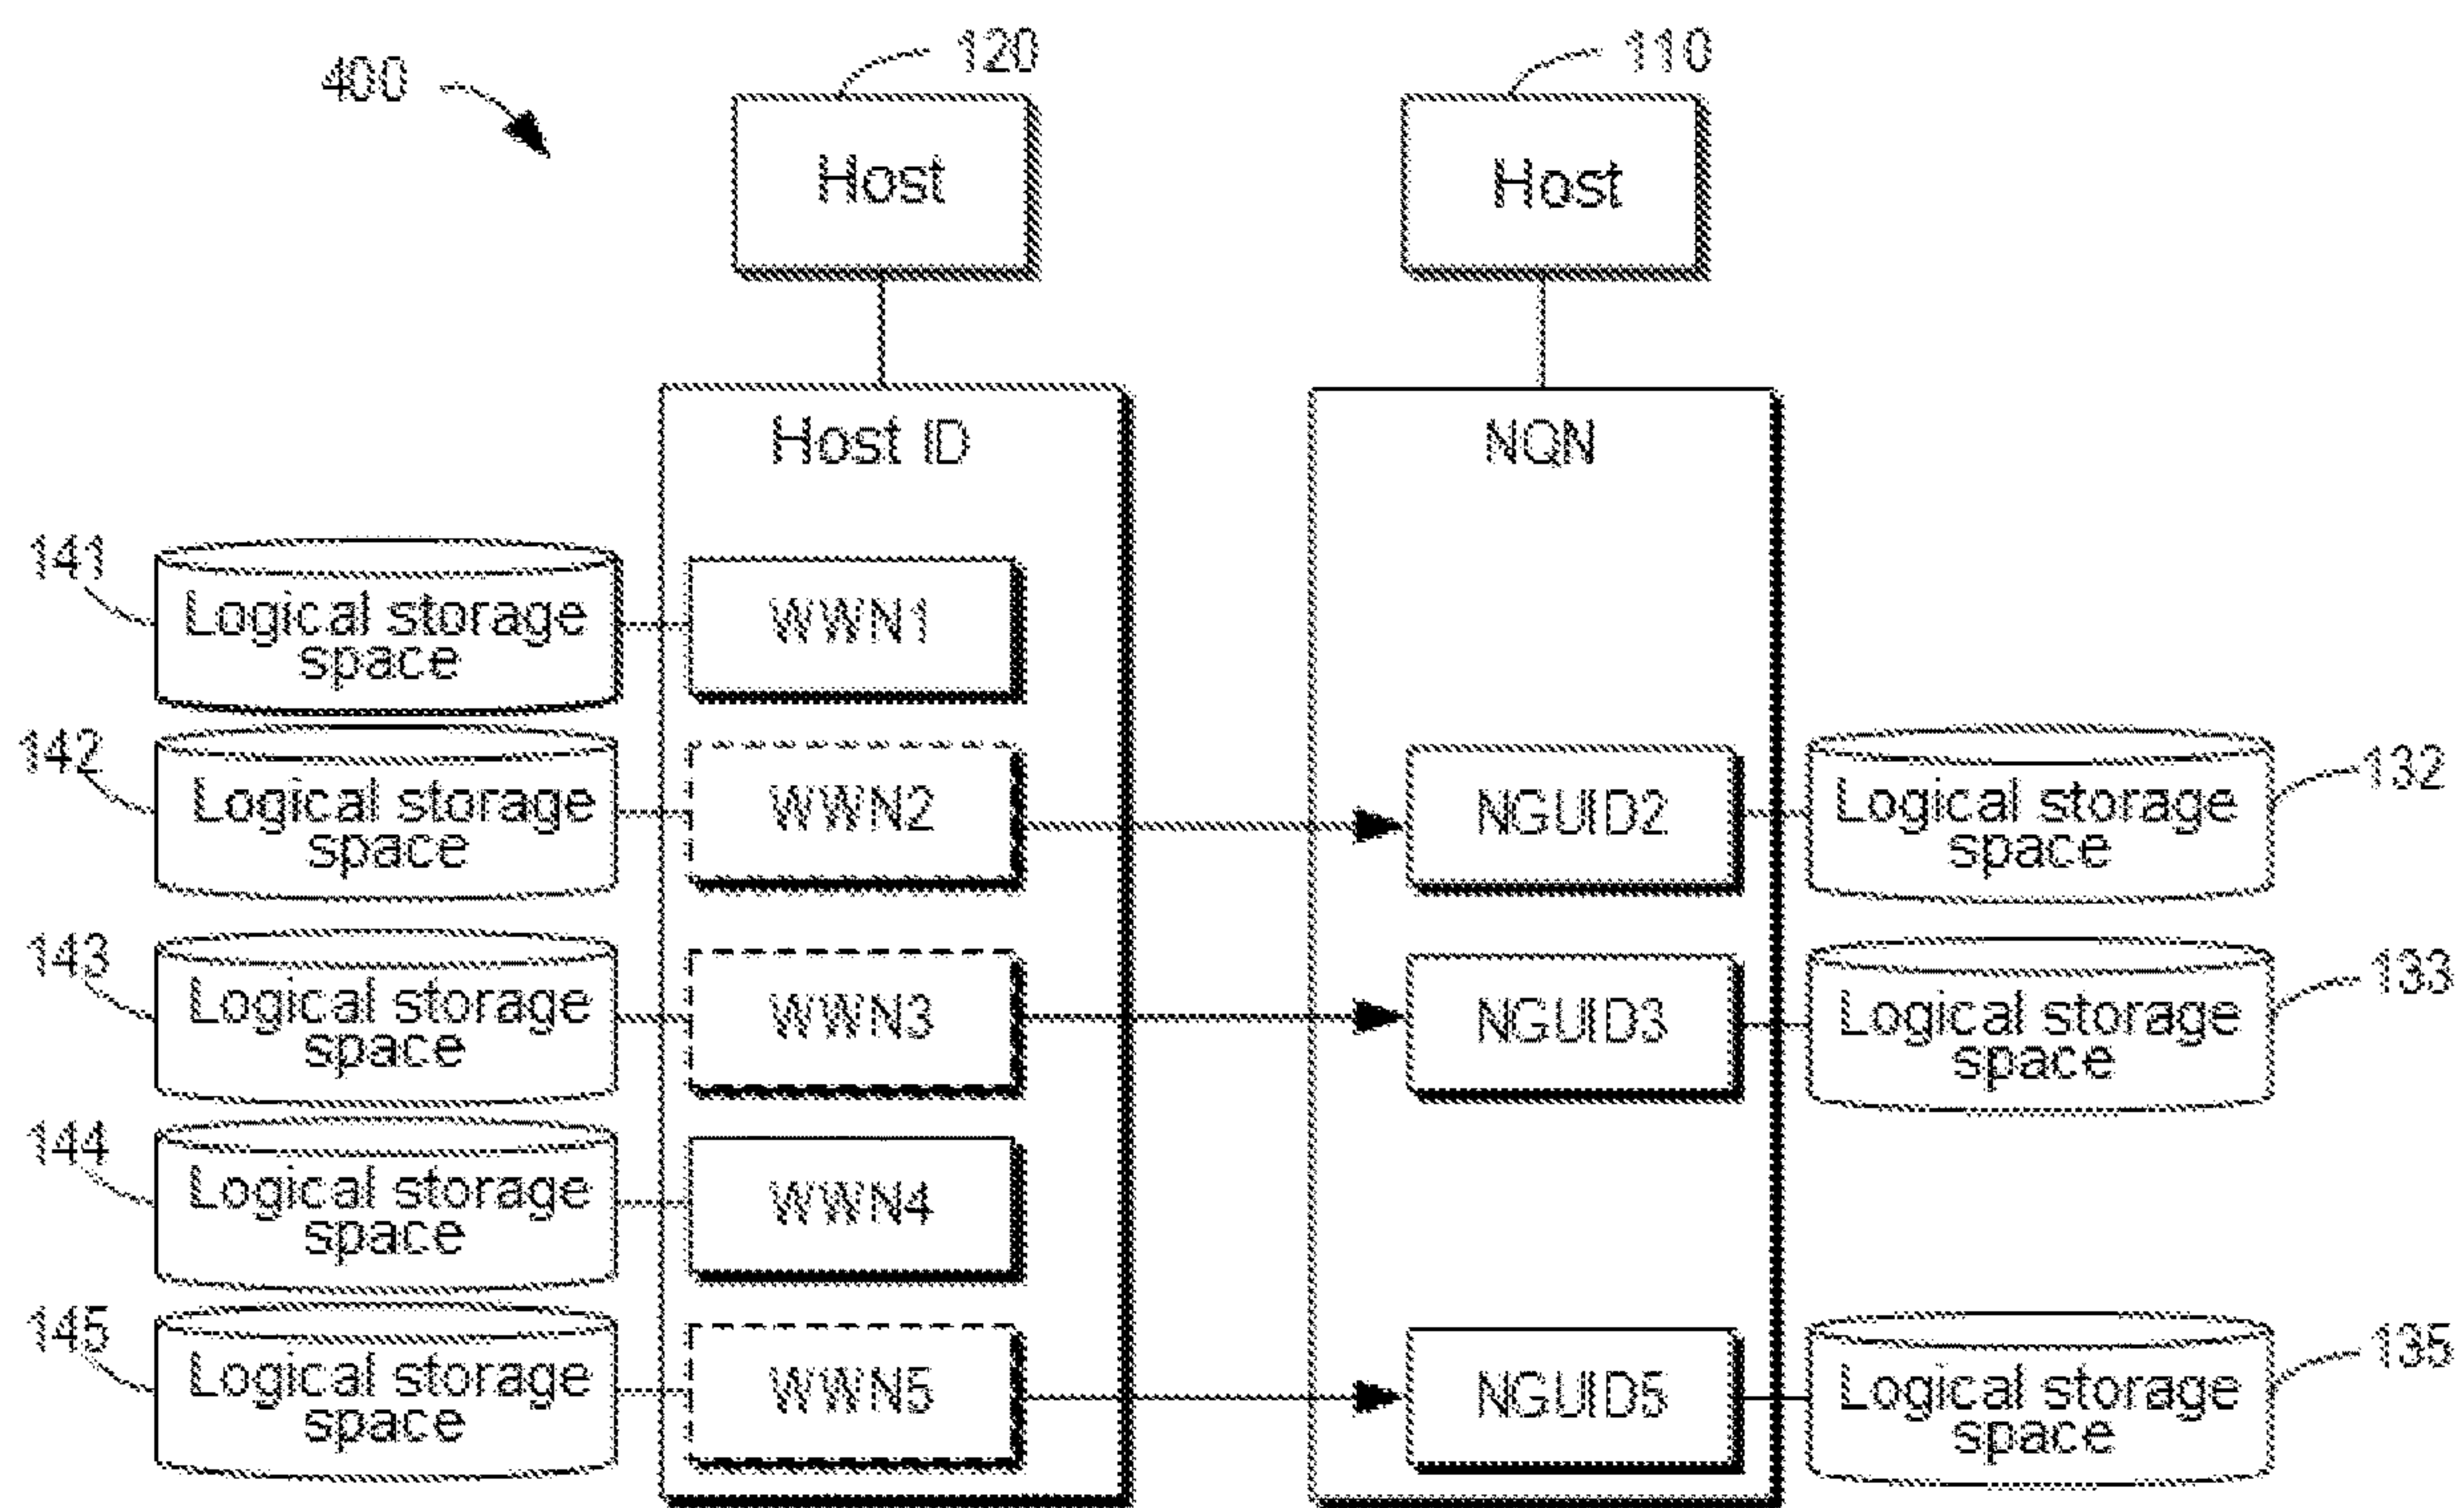 400
120
110
Host
Host
Host ID
NQN
141
Logical storage
space
WWN1
142
Logical storage
space
WWN2
NGUID2
Logical storage
space
132
143
Logical storage
space
WWN3
NGUID3
Logical storage
space
133
144
Logical storage
space
WWN4
145
Logical storage
space
WWN5
NGUID5
Logical storage
space
135